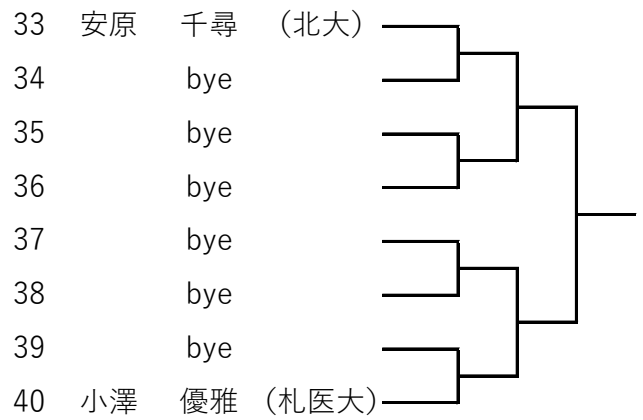 33 安原 千尋 (北大)
34 bye
35 bye
36 bye
37 bye
38 bye
39 bye
40 小澤 優雅 (札医大)